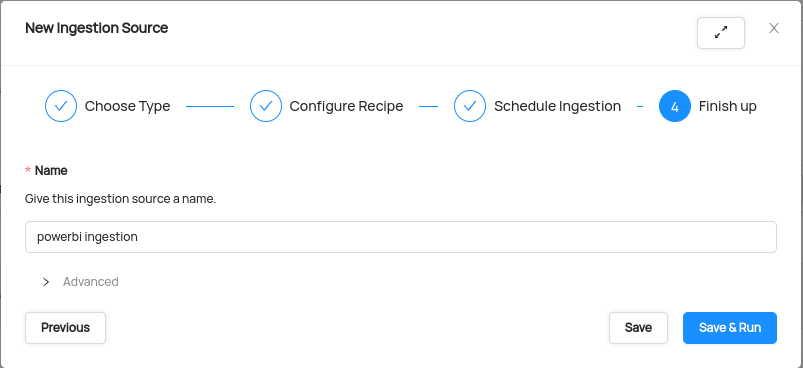 New Ingestion Source
Choose Type
Configure Recipe
Schedule Ingestion
4 Finish up
* Name
Give this ingestion source a name.
powerbi ingestion
Advanced
Previous
Save
Save & Run